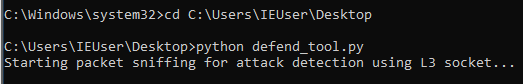 C:\Windows\system32>cd C:\Users\IEUser\Desktop
C:\Users\IEUser\Desktop>python defend_tool.py
Starting packet sniffing for attack detection using L3 socket...